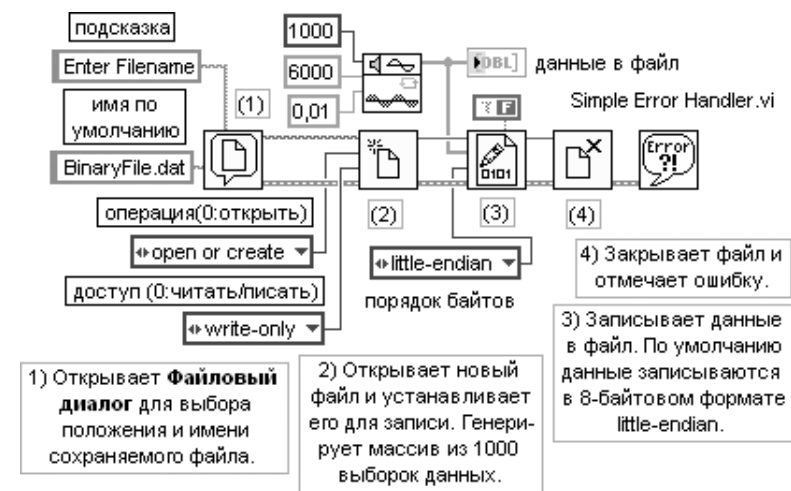 подсказка
Enter Filename
имя по
умолчанию
BinaryFile.dat
(1)
1000
6000
0,01
DBL
данные в файл
F
Simple Error Handler.vi
0101
Error
?!
(2)
(3)
(4)
операция(0:открыть)
open or create
доступ (0:читать/писать)
write-only
little-endian
порядок байтов
4) Закрывает файл и
отмечает ошибку.
1) Открывает Файловый
диалог для выбора
положения и имени
сохраняемого файла.
2) Открывает новый
файл и устанавливает
его для записи. Генери-
рует массив из 1000
выборок данных.
3) Записывает данные
в файл. По умолчанию
данные записываются
в 8-байтовом формате
little-endian.